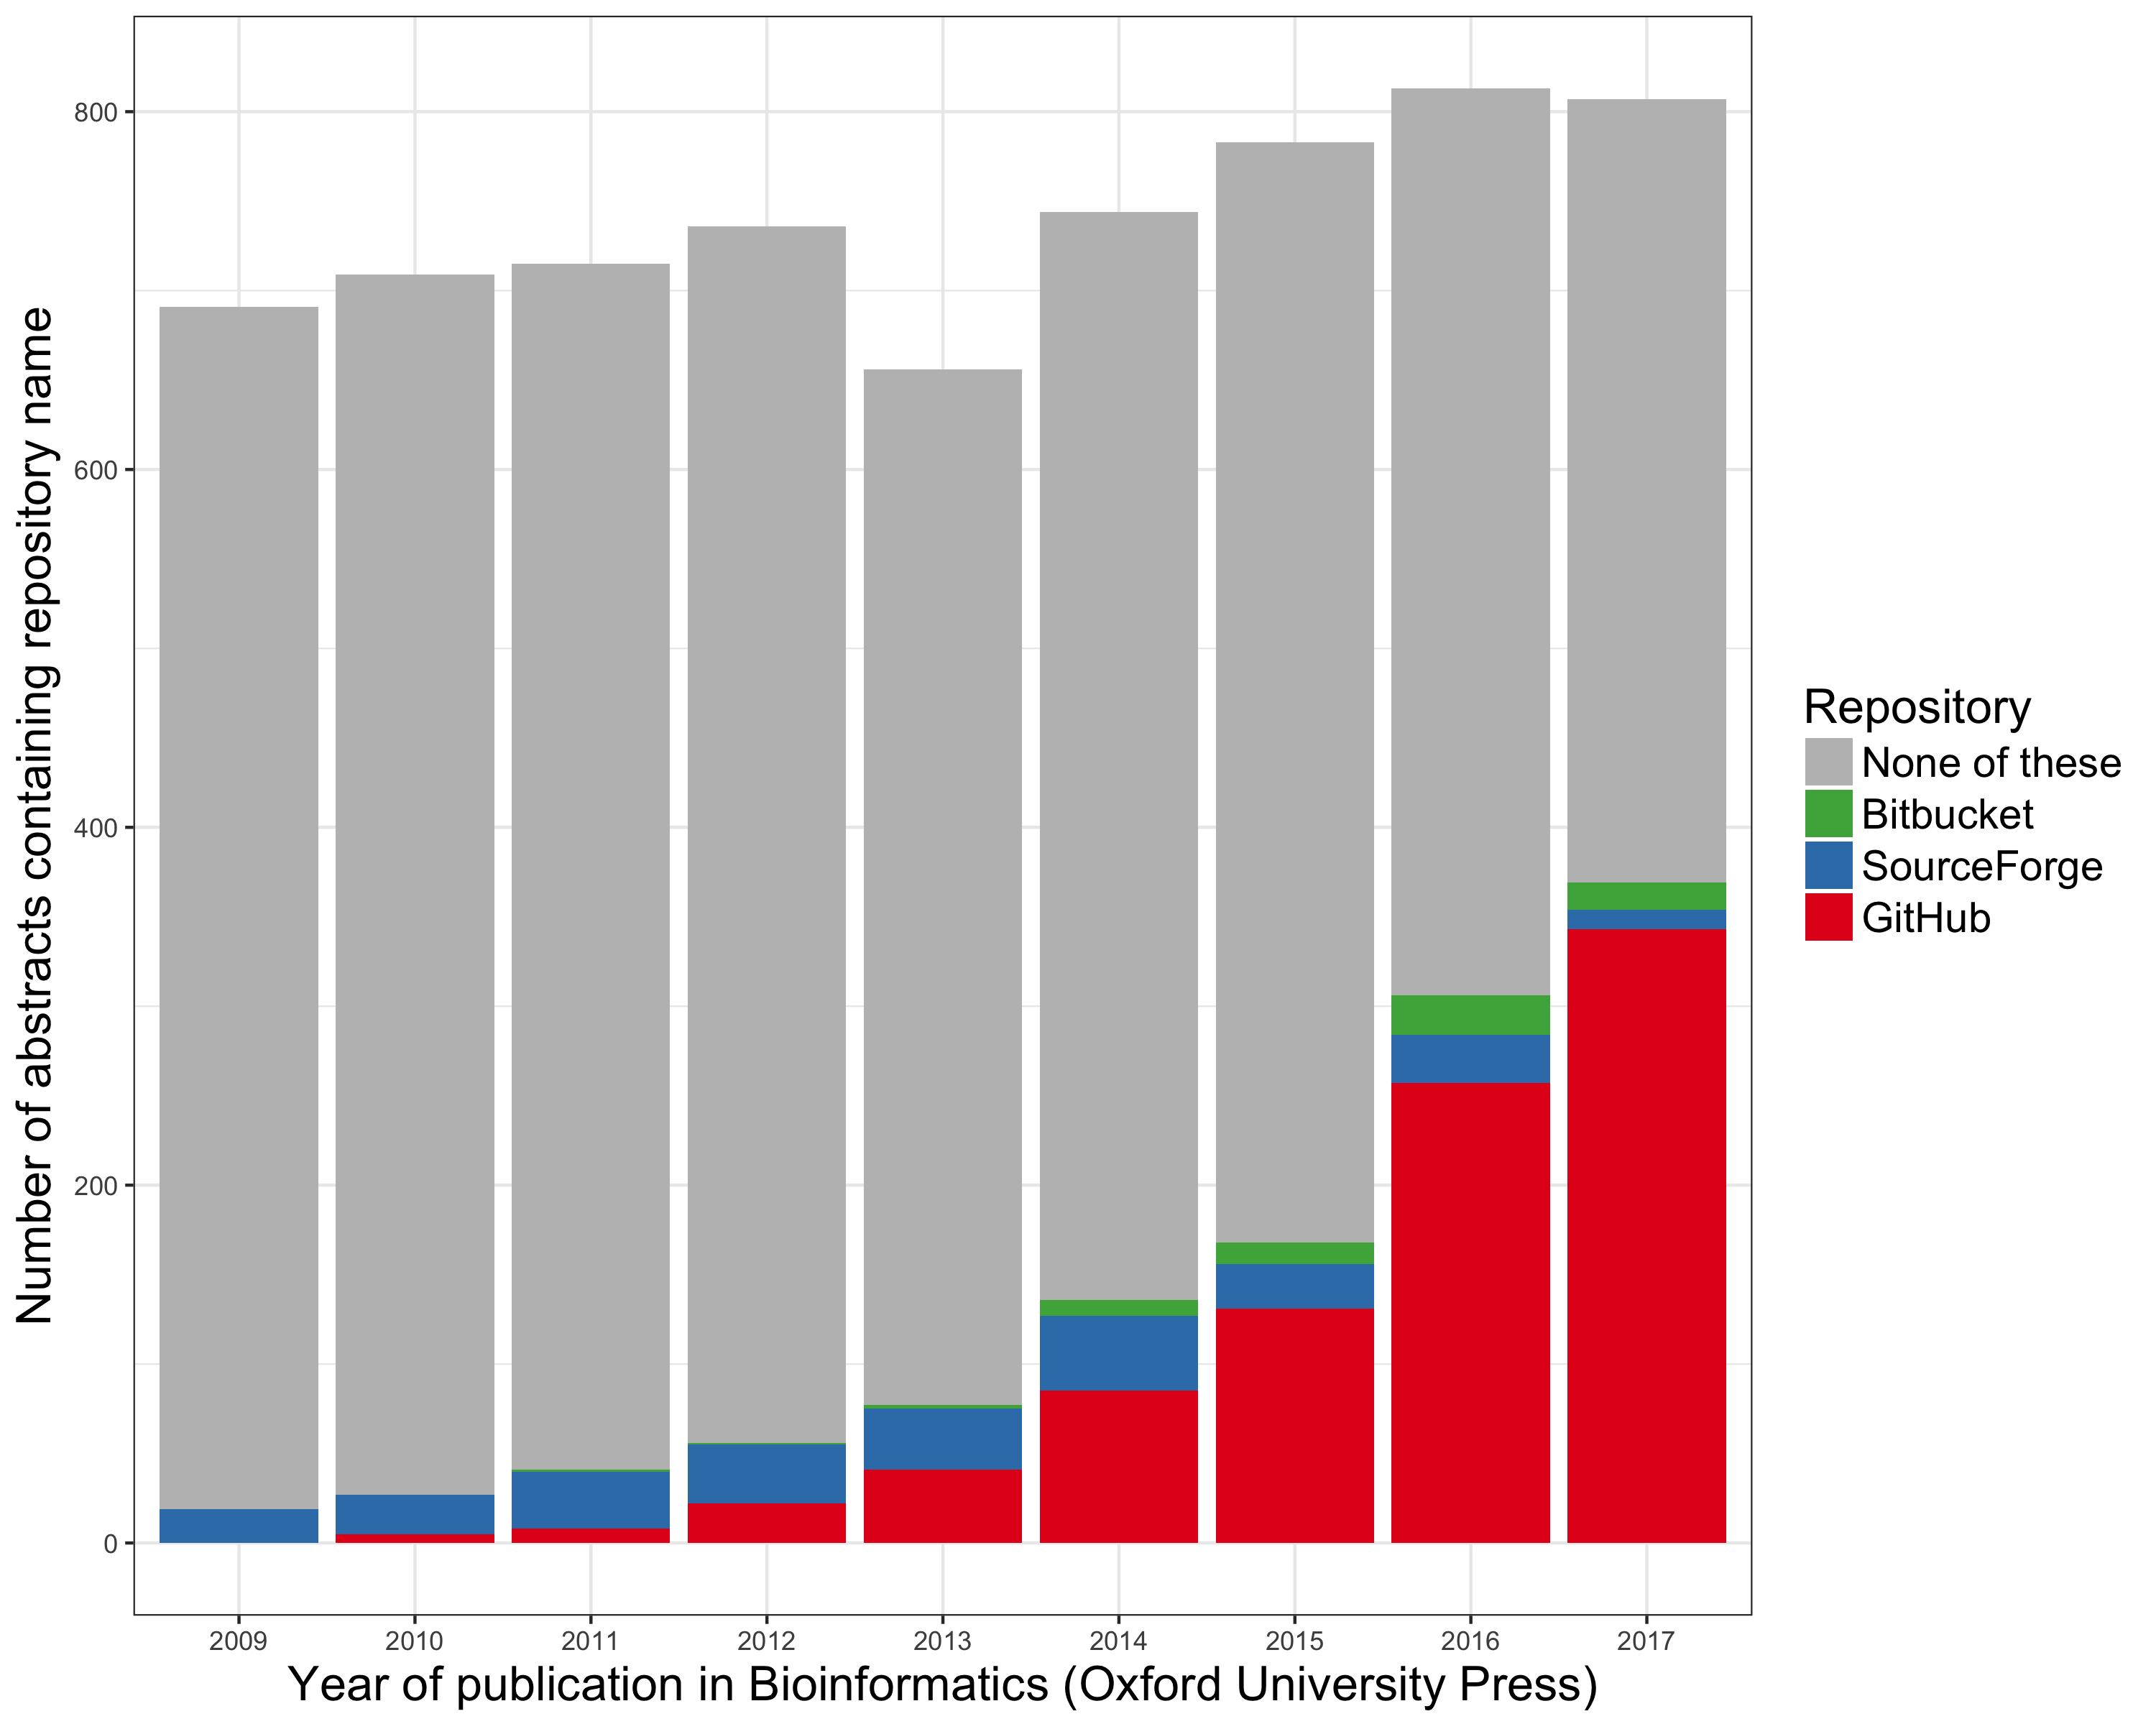 Number of abstracts containing repository name
800
600
400
200
0
2009 2010 2011 2012 2013 2014 2015 2016 2017
Year of publication in Bioinformatics (Oxford University Press)
Repository
None of these
Bitbucket
SourceForge
GitHub